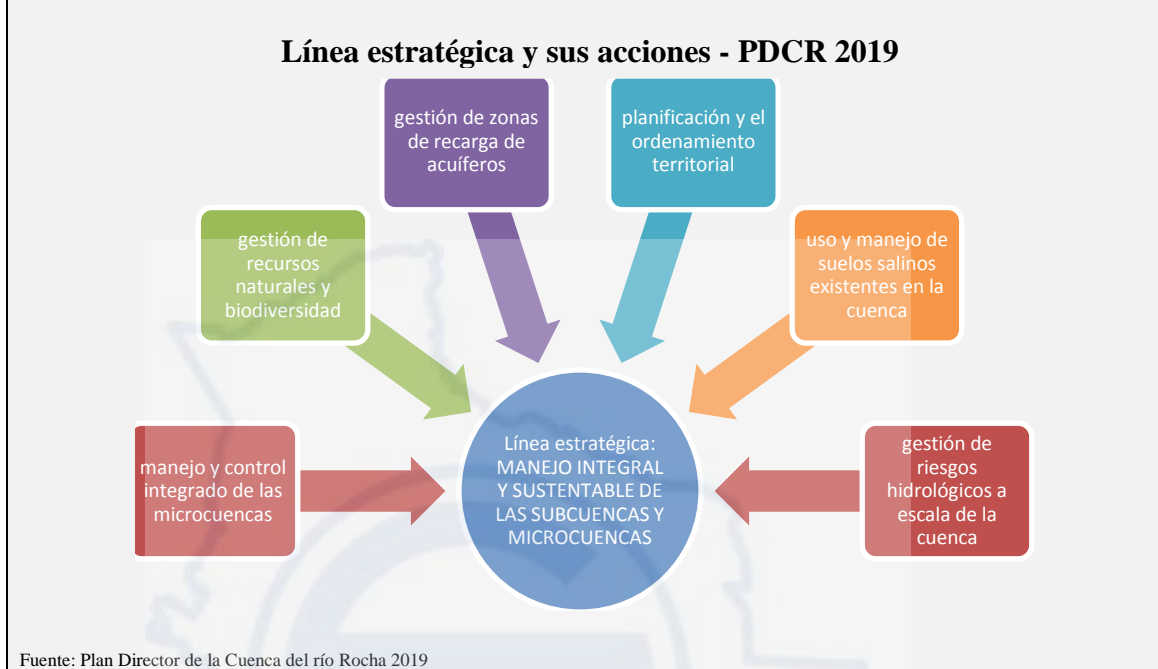 Línea estratégica y sus acciones - PDCR 2019
gestión de zonas
de recarga de
acuíferos
planificación y el
ordenamiento
territorial
gestión de
recursos
naturales y
biodiversidad
uso y manejo de
suelos salinos
existentes en la
cuenca
manejo y control
integrado de las
microcuencas
Línea estratégica:
MANEJO INTEGRAL
Y SUSTENTABLE DE
LAS SUBCUENCAS Y
MICROCUENCAS
gestión de
riesgos
hidrológicos a
escala de la
cuenca
Fuente: Plan Director de la Cuenca del río Rocha 2019